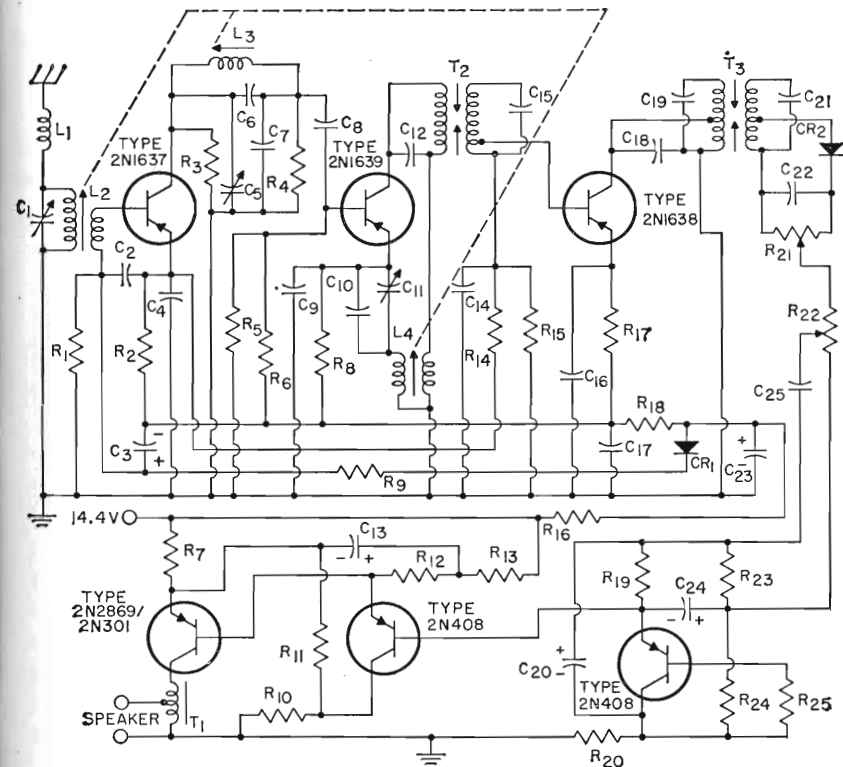 L3
T2
T3
C19
C21
C15
CR2
L1
C6
C8
C7
C12
C18
TYPE
2N1637
R3
TYPE
2N1639
C5
R4
C22
C1
L2
TYPE
2N1638
R21
C2
C4
C10
C9
C11
C14
R22
R1
R2
R5
R6
R8
L4
R14
R15
R17
C16
C25
R18
C3
C17
CR1
C23
R9
14.4V
C13
R16
R7
R12
R13
R19
C24
R23
TYPE
2N2869/
2N301
TYPE
2N408
R11
C20
TYPE
2N408
R24
R25
R10
SPEAKER
T1
R20